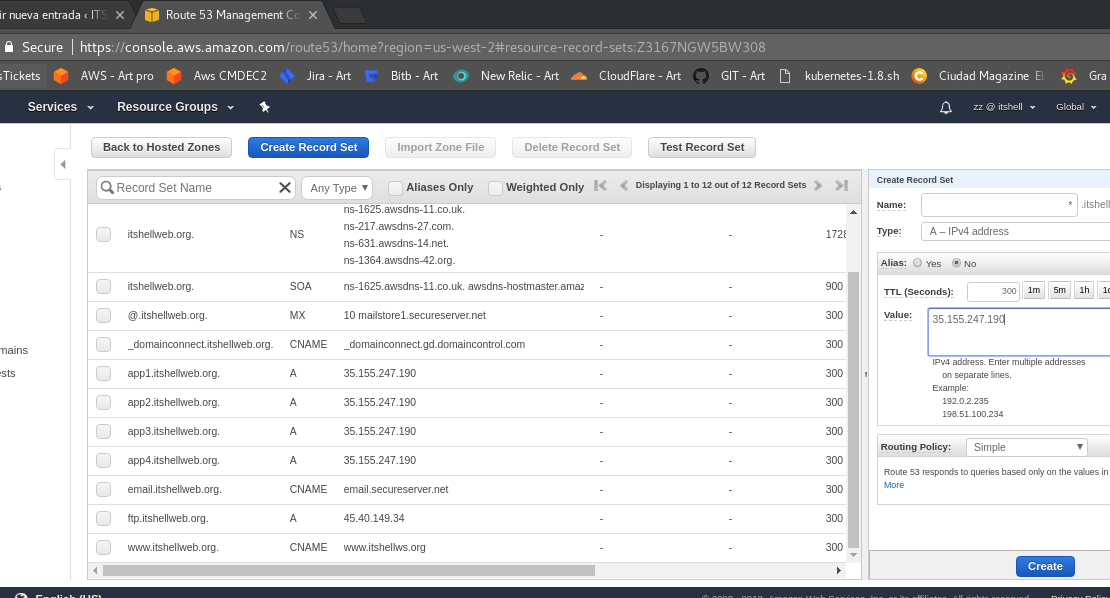 ir nueva entrada ‹ ITS
Route 53 Management Co
Secure
https://console.aws.amazon.com/route53/home?region=us-west-2#resource-record-sets:Z3167NGW5BW308
sTickets AWS - Art pro Aws CMDEC2 Jira - Art Bitb - Art New Relic - Art CloudFlare - Art GIT - Art kubernetes-1.8.sh Ciudad Magazine El Gra
Services Resource Groups zz @ itshell Global
Back to Hosted Zones Create Record Set Import Zone File Delete Record Set Test Record Set
Record Set Name Any Type Aliases Only Weighted Only Displaying 1 to 12 out of 12 Record Sets
ns-1625.awsdns-11.co.uk.
ns-217.awsdns-27.com.
itshellweb.org. NS - - 1728
ns-631.awsdns-14.net.
ns-1364.awsdns-42.org.
itshellweb.org. SOA ns-1625.awsdns-11.co.uk. awsdns-hostmaster.amaz - - 900
@.itshellweb.org. MX 10 mailstore1.secureserver.net - - 300
_domainconnect.itshellweb.org. CNAME _domainconnect.gd.domaincontrol.com - - 300
app1.itshellweb.org. A 35.155.247.190 - - 300
app2.itshellweb.org. A 35.155.247.190 - - 300
app3.itshellweb.org. A 35.155.247.190 - - 300
app4.itshellweb.org. A 35.155.247.190 - - 300
email.itshellweb.org. CNAME email.secureserver.net - - 300
ftp.itshellweb.org. A 45.40.149.34 - - 300
www.itshellweb.org. CNAME www.itshellws.org - - 300
mains
ests
Create Record Set
Name: * .itshell
Type: A – IPv4 address
Alias: Yes No
TTL (Seconds): 300 1m 5m 1h 1d
Value: 35.155.247.190
IPv4 address. Enter multiple addresses
on separate lines.
Example:
192.0.2.235
198.51.100.234
Routing Policy: Simple
Route 53 responds to queries based only on the values in
More
Create
English (US)
© 2008 - 2018, Amazon Web Services, Inc. or its affiliates. All rights reserved. Privacy Policy